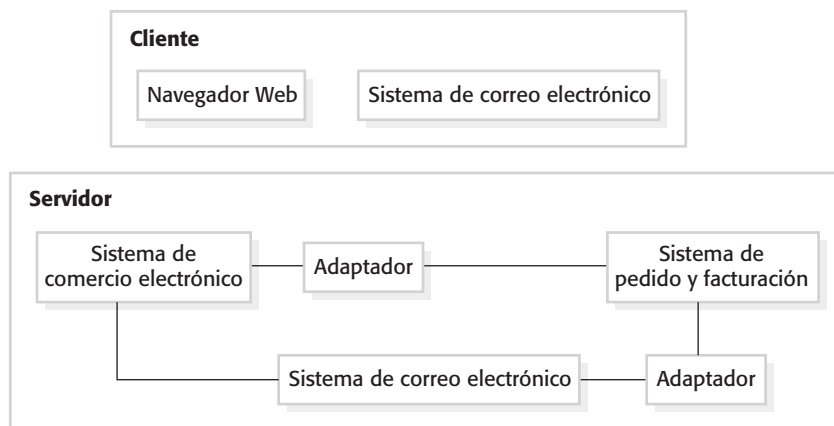 Cliente
Navegador Web
Sistema de correo electrónico
Servidor
Sistema de
comercio electrónico
Adaptador
Sistema de
pedido y facturación
Sistema de correo electrónico
Adaptador